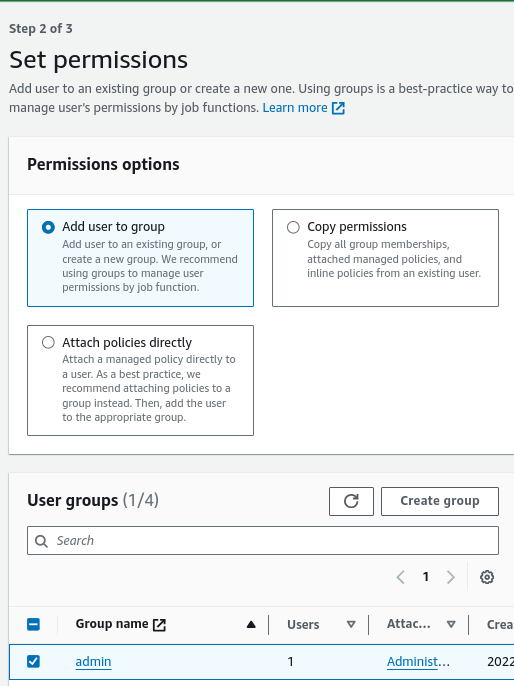 Step 2 of 3
Set permissions
Add user to an existing group or create a new one. Using groups is a best-practice way to
manage user's permissions by job functions. Learn more
Permissions options
Add user to group
Add user to an existing group, or
create a new group. We recommend
using groups to manage user
permissions by job function.
Copy permissions
Copy all group memberships,
attached managed policies, and
inline policies from an existing user.
Attach policies directly
Attach a managed policy directly to
a user. As a best practice, we
recommend attaching policies to a
group instead. Then, add the user
to the appropriate group.
User groups (1/4)
Create group
Search
1
Group name Users Attac... Crea
admin 1 Administ... 2022